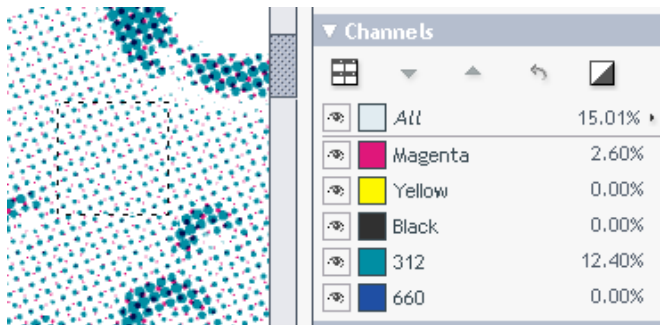 Channels
All 15.01%
Magenta 2.60%
Yellow 0.00%
Black 0.00%
312 12.40%
660 0.00%